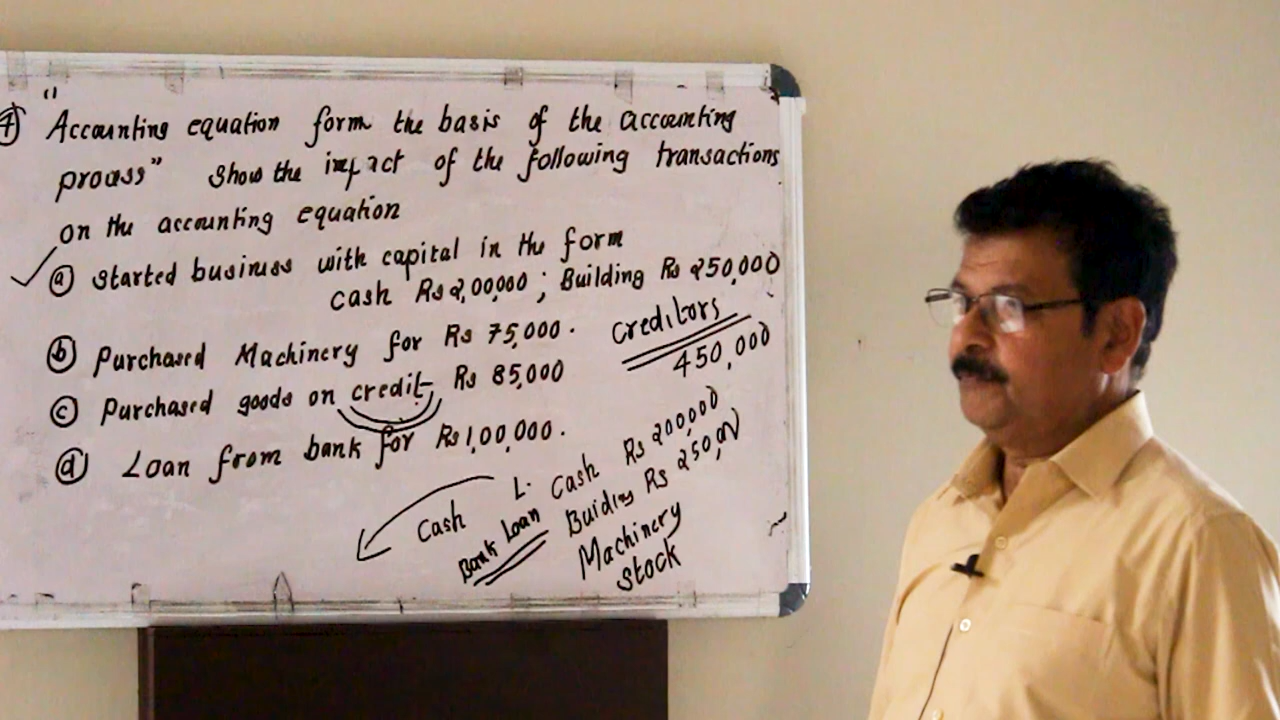 4) "Accounting equation form the basis of the accounting
process" Show the impact of the following transactions
on the accounting equation
✓ (a) Started business with capital in the form
Cash Rs 2,00,000 ; Building Rs 250,000
(b) Purchased Machinery for Rs 75,000.
Creditors
450,000
(c) Purchased goods on credit Rs 85,000
(d) Loan from bank for Rs 1,00,000.
Cash
L.
Bank Loan
Cash Rs 200,000
Buiding Rs 250,00
Machinery
Stock